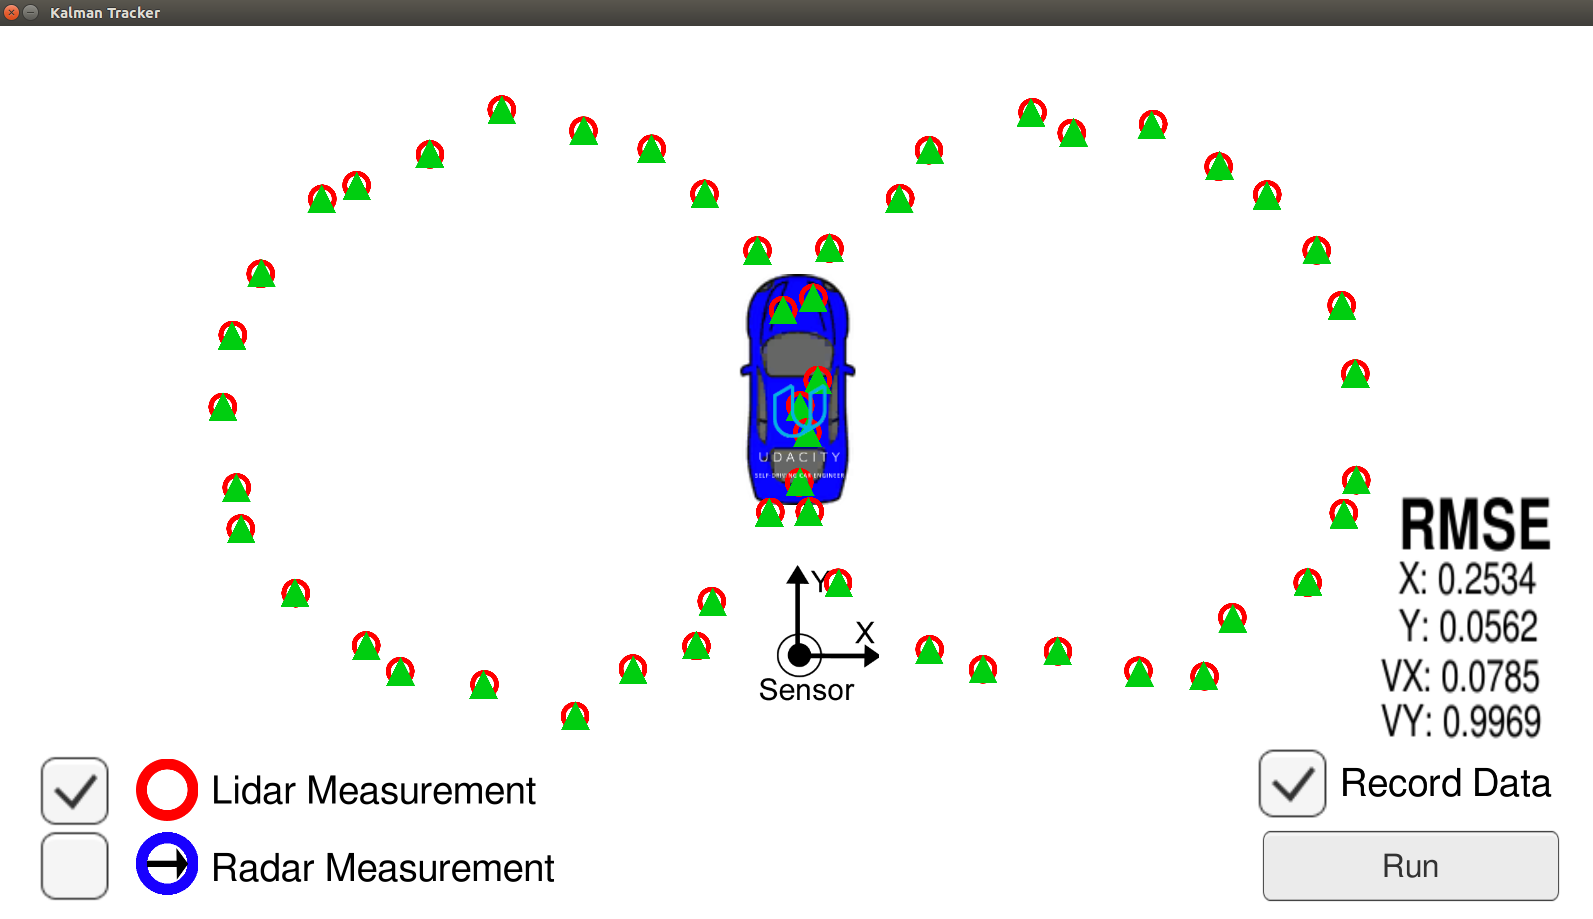 Kalman Tracker
UDACITY
SELF DRIVING CAR ENGINEER
Y
X
Sensor
RMSE
X: 0.2534
Y: 0.0562
VX: 0.0785
VY: 0.9969
Lidar Measurement
Radar Measurement
Record Data
Run